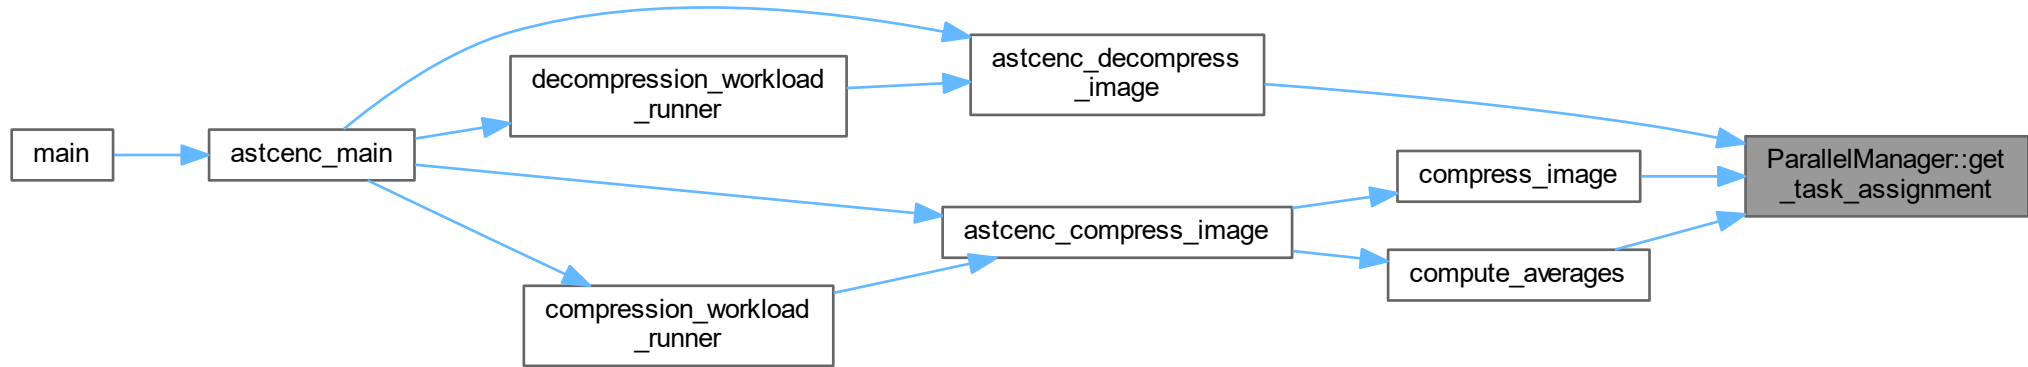 main
astcenc_main
decompression_workload
_runner
compression_workload
_runner
astcenc_decompress
_image
astcenc_compress_image
compress_image
compute_averages
ParallelManager::get
_task_assignment